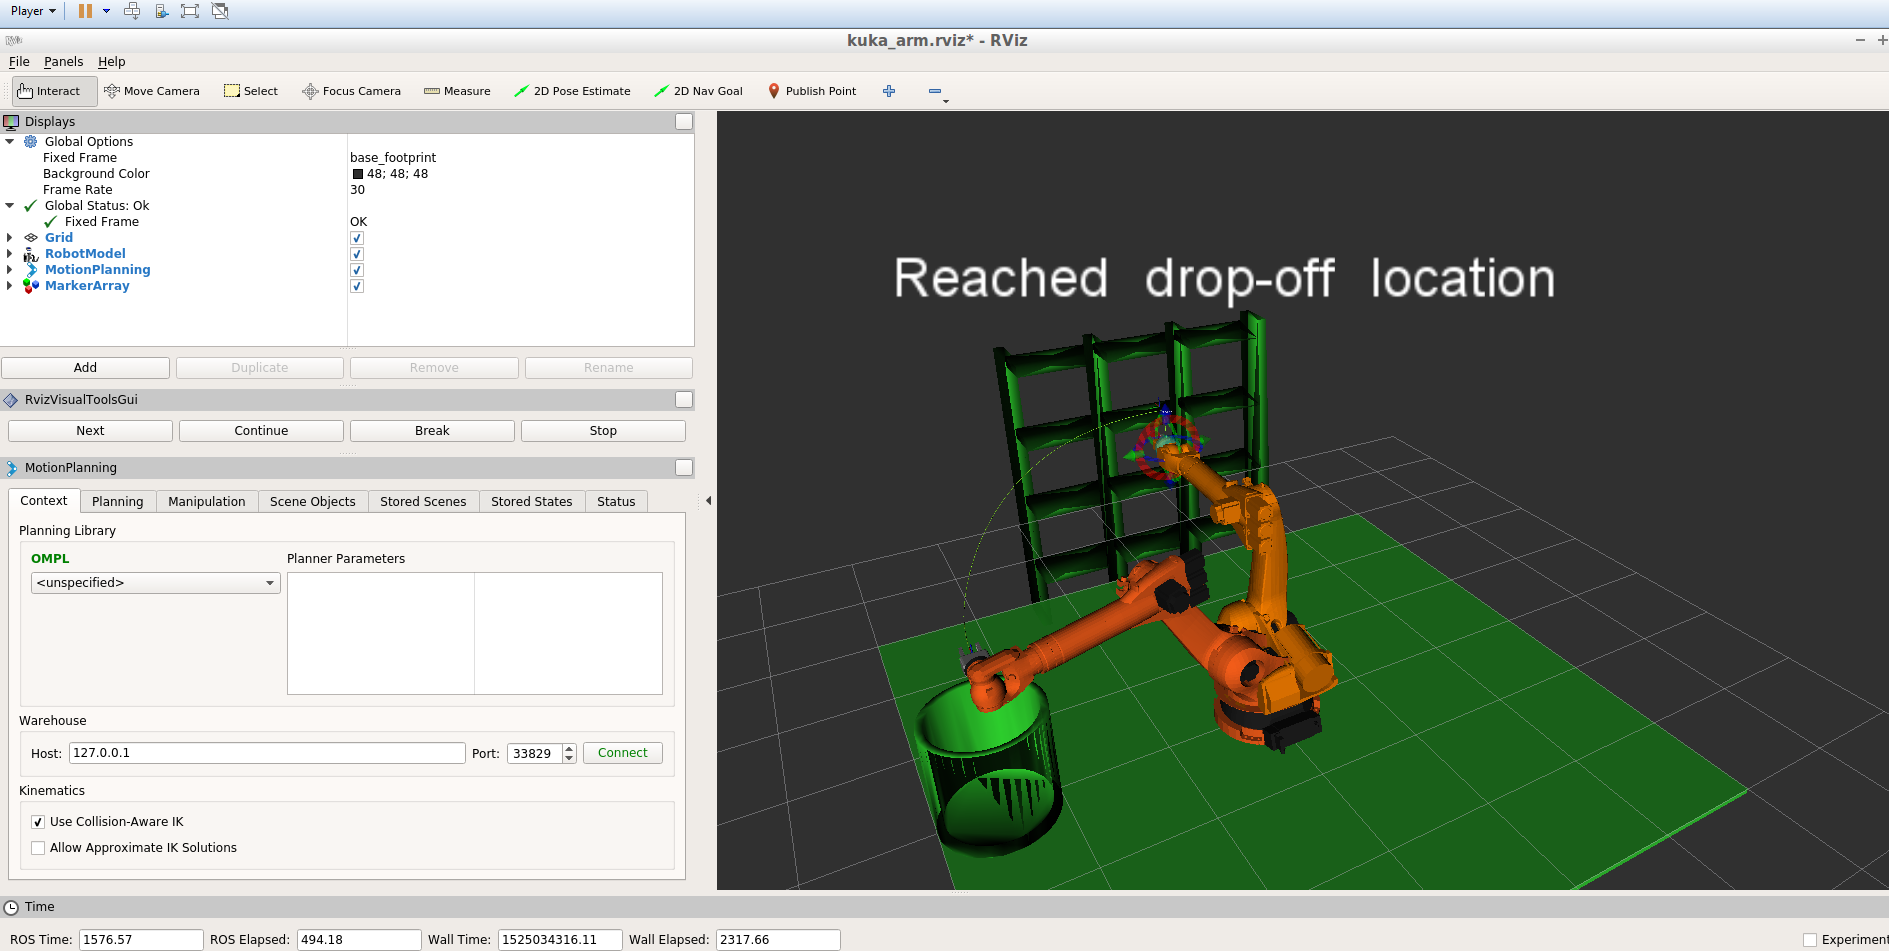 Player
kuka_arm.rviz* - RViz
File Panels Help
Interact Move Camera Select Focus Camera Measure 2D Pose Estimate 2D Nav Goal Publish Point
Displays
Global Options
Fixed Frame base_footprint
Background Color 48; 48; 48
Frame Rate 30
Global Status: Ok
Fixed Frame OK
Grid
RobotModel
MotionPlanning
MarkerArray
Add Duplicate Remove Rename
RvizVisualToolsGui
Next Continue Break Stop
MotionPlanning
Context Planning Manipulation Scene Objects Stored Scenes Stored States Status
Planning Library
OMPL Planner Parameters
<unspecified>
Warehouse
Host: 127.0.0.1 Port: 33829 Connect
Kinematics
Use Collision-Aware IK
Allow Approximate IK Solutions
Reached drop-off location
Time
ROS Time: 1576.57 ROS Elapsed: 494.18 Wall Time: 1525034316.11 Wall Elapsed: 2317.66 Experiment